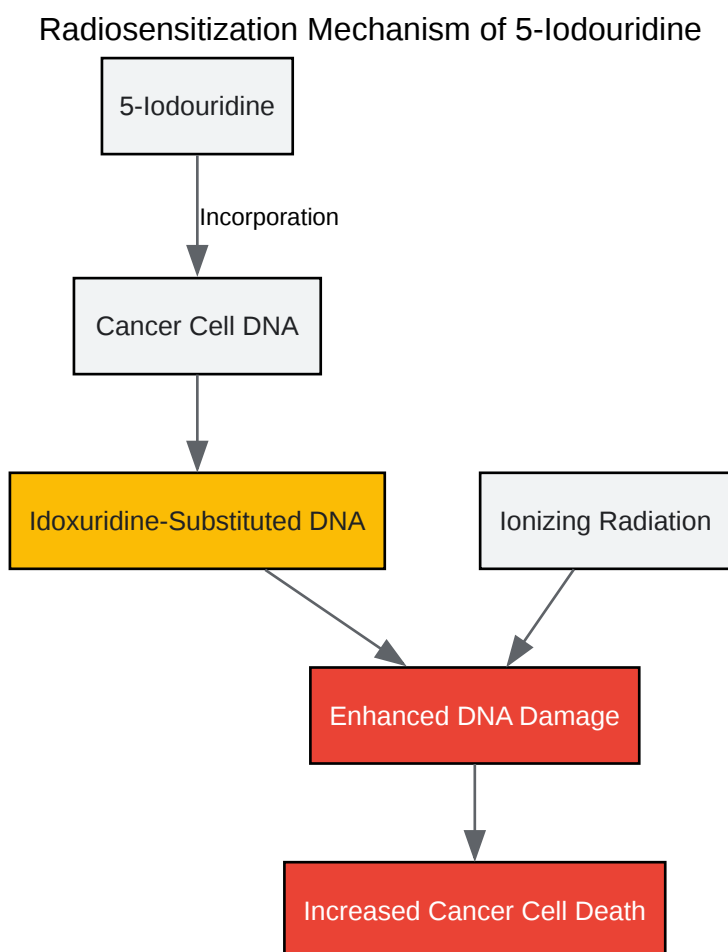 Radiosensitization Mechanism of 5-Iodouridine
5-Iodouridine
Incorporation
Cancer Cell DNA
Idoxuridine-Substituted DNA
Ionizing Radiation
Enhanced DNA Damage
Increased Cancer Cell Death